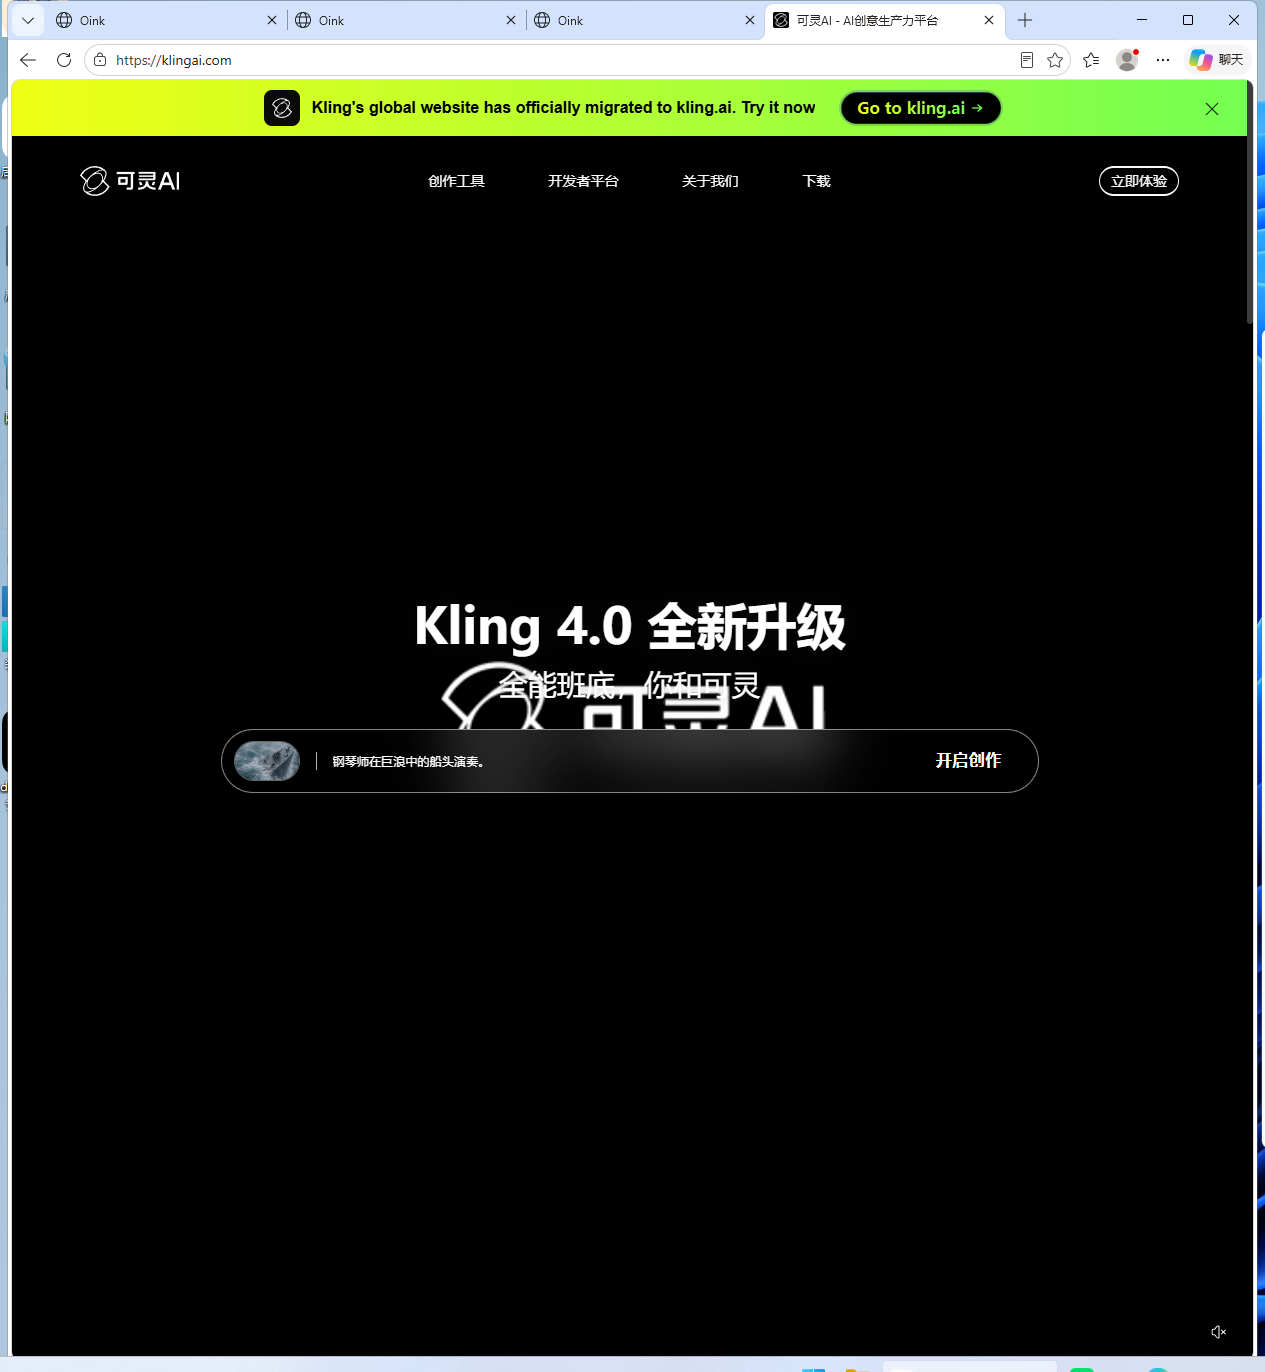 Oink
Oink
Oink
可灵AI - AI创意生产力平台
https://klingai.com
聊天
Kling's global website has officially migrated to kling.ai. Try it now
Go to kling.ai →
可灵AI
创作工具
开发者平台
关于我们
下载
立即体验
Kling 4.0 全新升级
全能班底，你和可灵
可灵AI
钢琴师在巨浪中的船头演奏。
开启创作